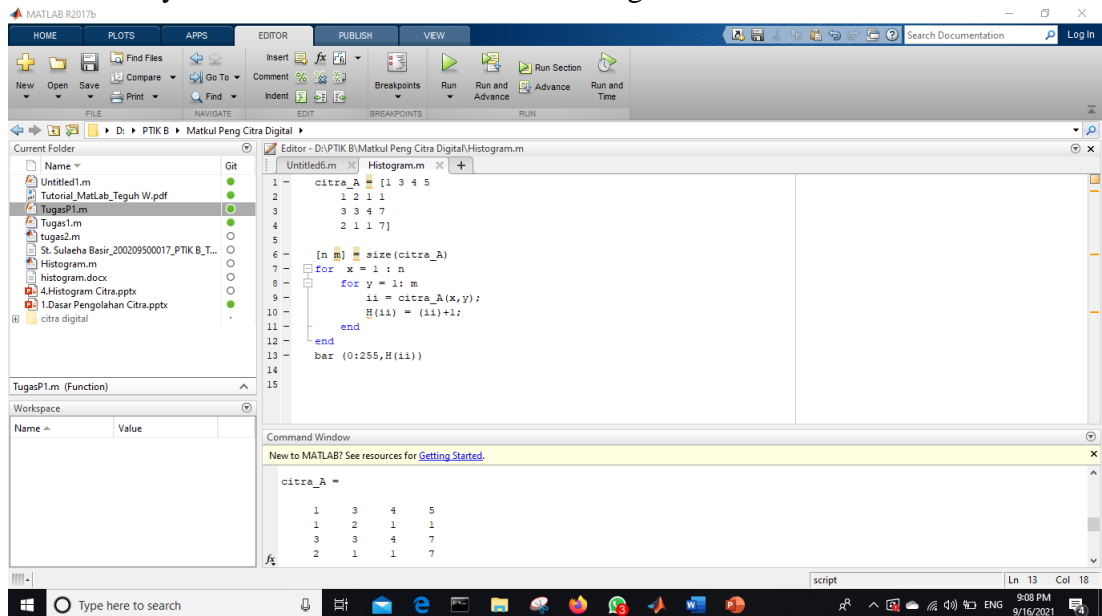 MATLAB R2017b
HOME PLOTS APPS EDITOR PUBLISH VIEW Search Documentation Log In
New Open Save Find Files Compare Print Go To Find Insert Comment Indent fx Breakpoints Run Run and Advance Run Section Advance Run and Time
FILE NAVIGATE EDIT BREAKPOINTS RUN
D: PTIK B Matkul Peng Citra Digital
Current Folder
Name Git
Untitled1.m
Tutorial_MatLab_Teguh W.pdf
TugasP1.m
Tugas1.m
tugas2.m
St. Sulaeha Basir_200209500017_PTIK B_T...
Histogram.m
histogram.docx
4.Histogram Citra.pptx
1.Dasar Pengolahan Citra.pptx
citra digital
TugasP1.m (Function)
Workspace
Name Value
Editor - D:\PTIK B\Matkul Peng Citra Digital\Histogram.m
Untitled6.m Histogram.m +
1 - citra_A = [1 3 4 5
2 1 2 1 1
3 3 3 4 7
4 2 1 1 7]
5
6 - [n m] = size(citra_A)
7 - for x = 1 : n
8 - for y = 1: m
9 - ii = citra_A(x,y);
10 - H(ii) = (ii)+1;
11 - end
12 - end
13 - bar (0:255,H(ii))
14
15
Command Window
New to MATLAB? See resources for Getting Started.
citra_A =
1 3 4 5
1 2 1 1
3 3 4 7
2 1 1 7
fx
script Ln 13 Col 18
Type here to search
ENG 9:08 PM
9/16/2021